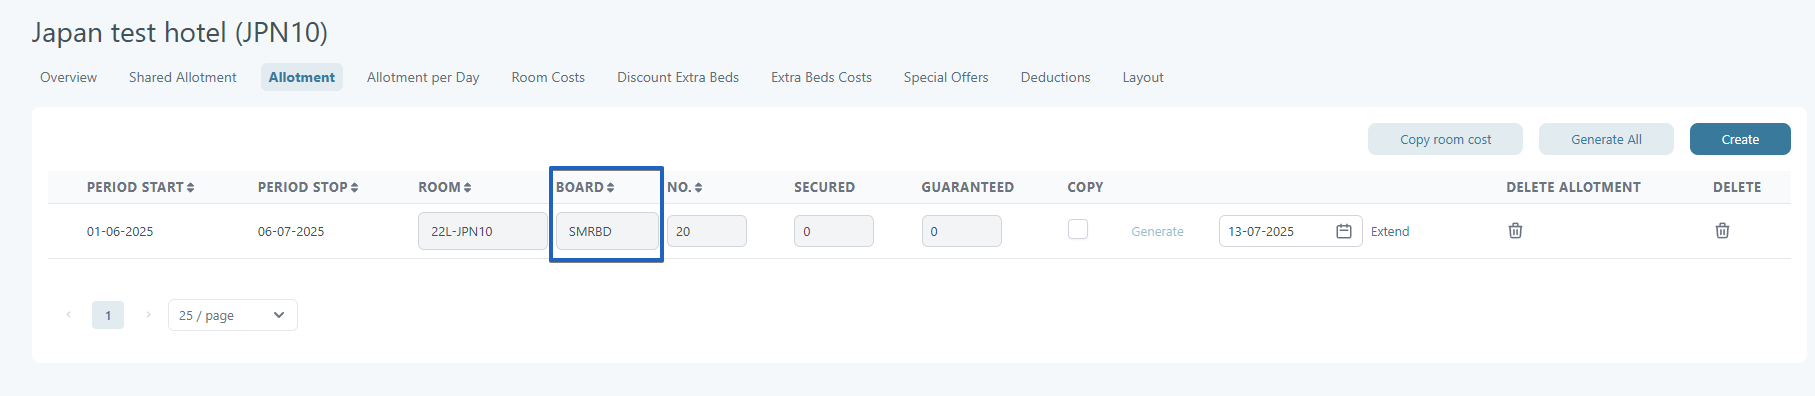 Japan test hotel (JPN10)
Overview Shared Allotment Allotment Allotment per Day Room Costs Discount Extra Beds Extra Beds Costs Special Offers Deductions Layout
Copy room cost Generate All Create
PERIOD START PERIOD STOP ROOM BOARD NO. SECURED GUARANTEED COPY DELETE ALLOTMENT DELETE
01-06-2025 06-07-2025 22L-JPN10 SMRBD 20 0 0 Generate 13-07-2025 Extend
1 25 / page